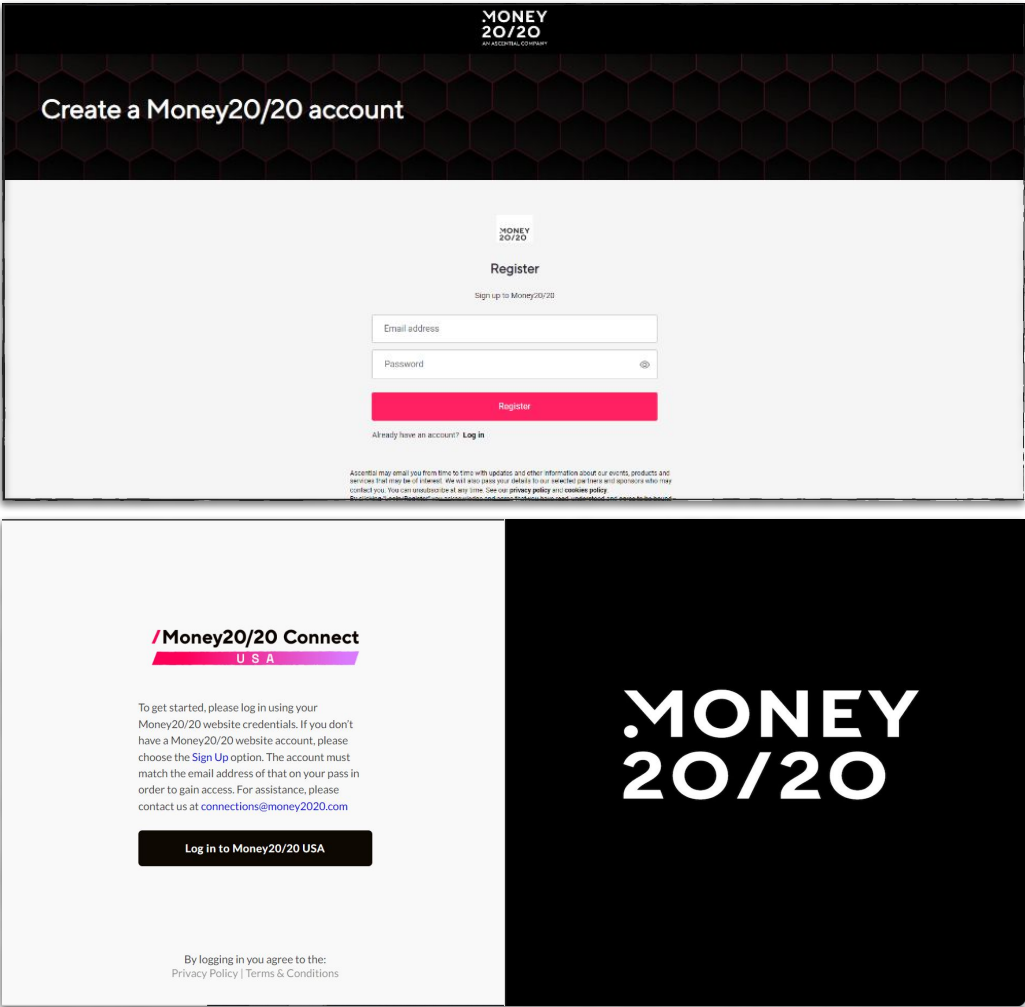 MONEY
20/20
AN ASCENTIAL COMPANY
Create a Money20/20 account
MONEY
20/20
Register
Sign up to Money20/20
Email address
Password
Register
Already have an account? Log in
Ascential may email you from time to time with updates and other information about our events, products and
services that may be of interest. We will also pass your details to our selected partners and sponsors who may
contact you. You can unsubscribe at any time. See our privacy policy and cookies policy.
/Money20/20 Connect
USA
To get started, please log in using your
Money20/20 website credentials. If you don't
have a Money20/20 website account, please
choose the Sign Up option. The account must
match the email address of that on your pass in
order to gain access. For assistance, please
contact us at connections@money2020.com
Log in to Money20/20 USA
By logging in you agree to the:
Privacy Policy | Terms & Conditions
MONEY
20/20